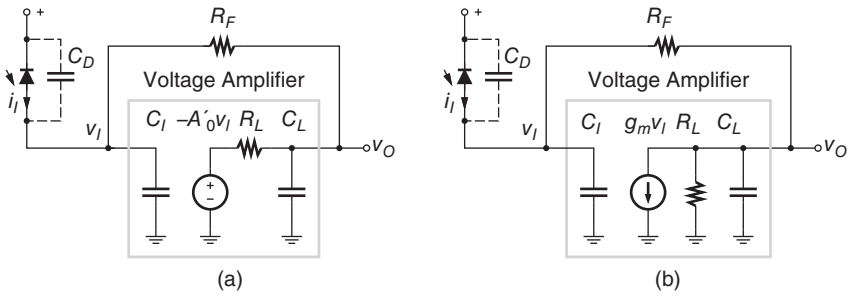 +
R_F
C_D
Voltage Amplifier
i_I
v_I
C_I –A′_0v_I R_L C_L
+
–
v_O
(a)
+
R_F
C_D
Voltage Amplifier
i_I
v_I
C_I g_mv_I R_L C_L
v_O
(b)